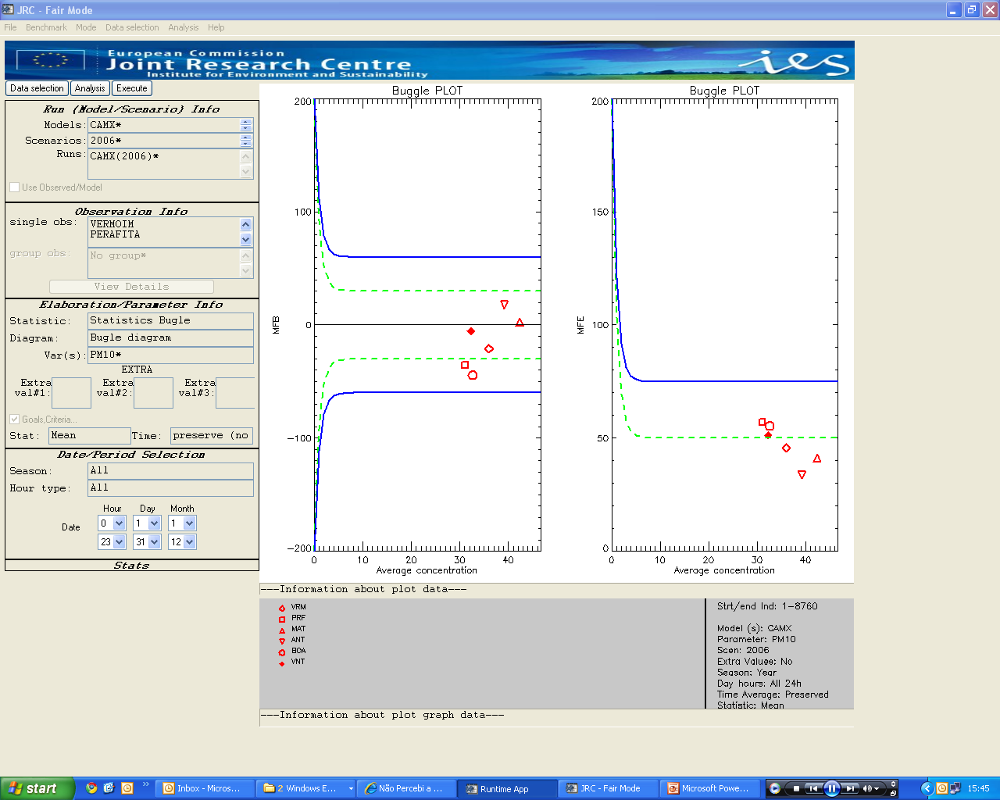 JRC - Fair Mode
File Benchmark Mode Data selection Analysis Help
European Commission
Joint Research Centre
Institute for Environment and Sustainability
ies
Data selection Analysis Execute
Run (Model/Scenario) Info
Models: CAMX*
Scenarios: 2006*
Runs: CAMX(2006)*
Use Observed/Model
Observation Info
single obs: VERMOIM
PERAFITA
group obs: No group*
View Details
Elaboration/Parameter Info
Statistic: Statistics Bugle
Diagram: Bugle diagram
Var(s): PM10*
EXTRA
Extra val#1: Extra val#2: Extra val#3:
Goals,Criteria...
Stat: Mean Time: preserve (no
Date/Period Selection
Season: All
Hour type: All
Hour Day Month
Date 0 1 1
23 31 12
Stats
Buggle PLOT
200
100
0
-100
-200
MFB
0 10 20 30 40
Average concentration
Buggle PLOT
200
150
100
50
0
MFE
0 10 20 30 40
Average concentration
---Information about plot data---
VRM
PRF
MAT
ANT
BOA
VNT
Strt/end Ind: 1-8760
Model (s): CAMX
Parameter: PM10
Scen: 2006
Extra Values: No
Season: Year
Day hours: All 24h
Time Average: Preserved
Statistic: Mean
---Information about plot graph data---
start Inbox - Micros... 2 Windows E... Não Percebi a ... Runtime App JRC - Fair Mode Microsoft Powe... 15:45